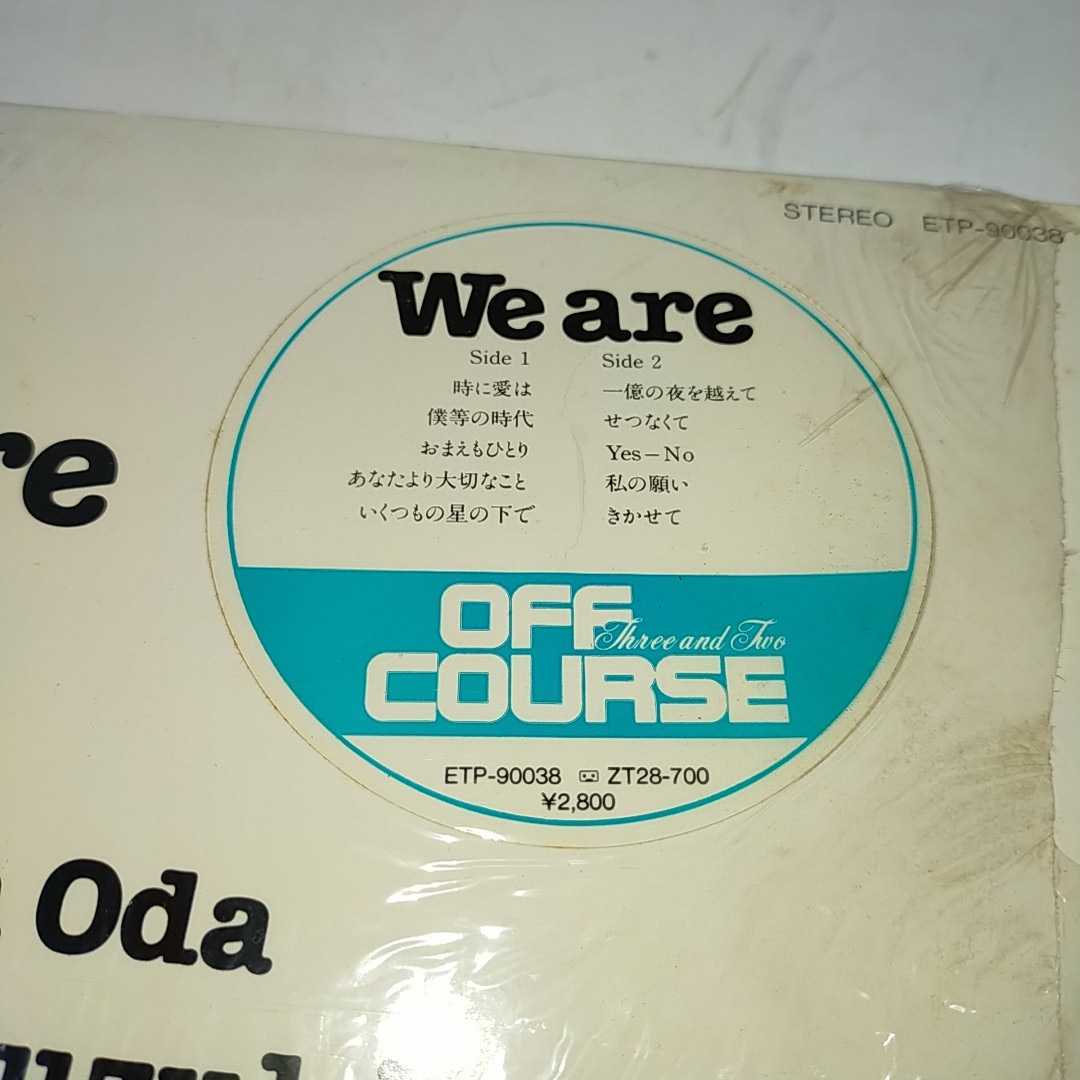 STEREO ETP-90038
We are
Side 1
時に愛は
僕等の時代
おまえもひとり
あなたより大切なこと
いくつもの星の下で
Side 2
一億の夜を越えて
せつなくて
Yes–No
私の願い
きかせて
OFF
Three and Two
COURSE
ETP-90038 ZT28-700
¥2,800
re
Oda